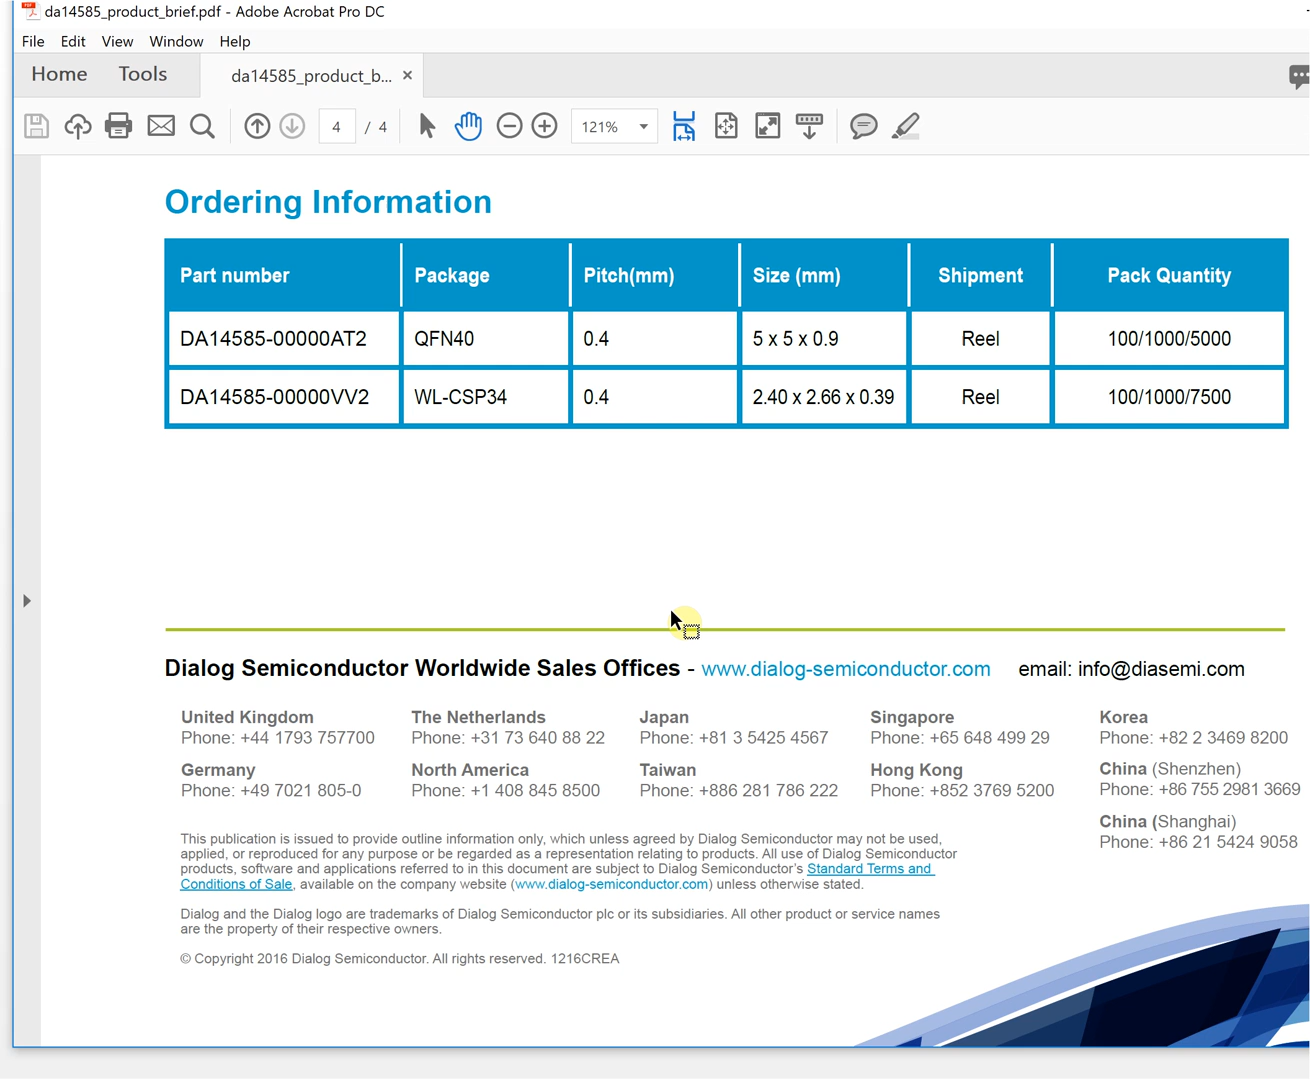 da14585_product_brief.pdf - Adobe Acrobat Pro DC
File Edit View Window Help
Home Tools da14585_product_b... ×
4 / 4 121%
Ordering Information
Part number Package Pitch(mm) Size (mm) Shipment Pack Quantity
DA14585-00000AT2 QFN40 0.4 5 x 5 x 0.9 Reel 100/1000/5000
DA14585-00000VV2 WL-CSP34 0.4 2.40 x 2.66 x 0.39 Reel 100/1000/7500
Dialog Semiconductor Worldwide Sales Offices - www.dialog-semiconductor.com email: info@diasemi.com
United Kingdom
Phone: +44 1793 757700
Germany
Phone: +49 7021 805-0
The Netherlands
Phone: +31 73 640 88 22
North America
Phone: +1 408 845 8500
Japan
Phone: +81 3 5425 4567
Taiwan
Phone: +886 281 786 222
Singapore
Phone: +65 648 499 29
Hong Kong
Phone: +852 3769 5200
Korea
Phone: +82 2 3469 8200
China (Shenzhen)
Phone: +86 755 2981 3669
China (Shanghai)
Phone: +86 21 5424 9058
This publication is issued to provide outline information only, which unless agreed by Dialog Semiconductor may not be used,
applied, or reproduced for any purpose or be regarded as a representation relating to products. All use of Dialog Semiconductor
products, software and applications referred to in this document are subject to Dialog Semiconductor's Standard Terms and
Conditions of Sale, available on the company website (www.dialog-semiconductor.com) unless otherwise stated.
Dialog and the Dialog logo are trademarks of Dialog Semiconductor plc or its subsidiaries. All other product or service names
are the property of their respective owners.
© Copyright 2016 Dialog Semiconductor. All rights reserved. 1216CREA